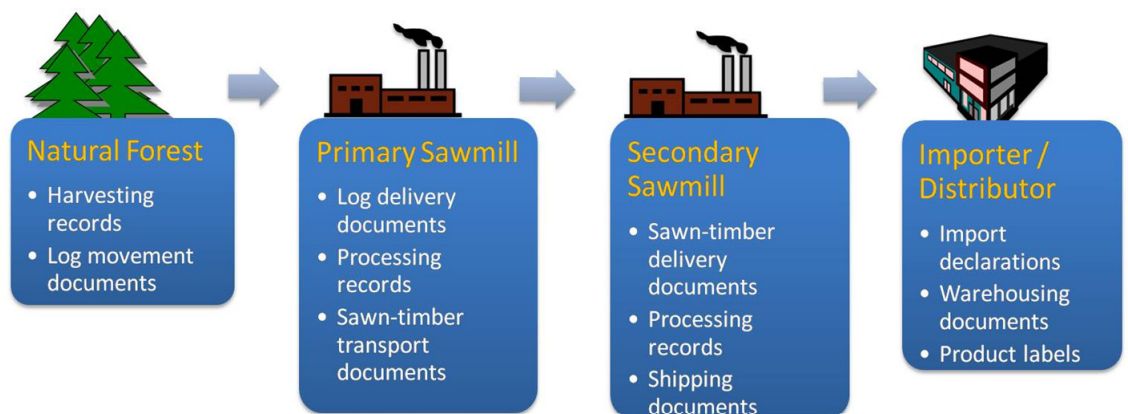 Natural Forest
• Harvesting
records
• Log movement
documents
Primary Sawmill
• Log delivery
documents
• Processing
records
• Sawn-timber
transport
documents
Secondary
Sawmill
• Sawn-timber
delivery
documents
• Processing
records
• Shipping
documents
Importer /
Distributor
• Import
declarations
• Warehousing
documents
• Product labels